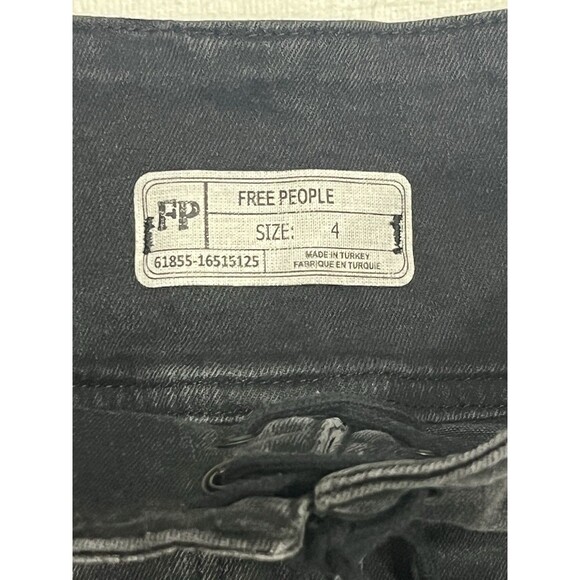 FP
FREE PEOPLE
SIZE: 4
61855-16515125
MADE IN TURKEY
FABRIQUE EN TURQUIE